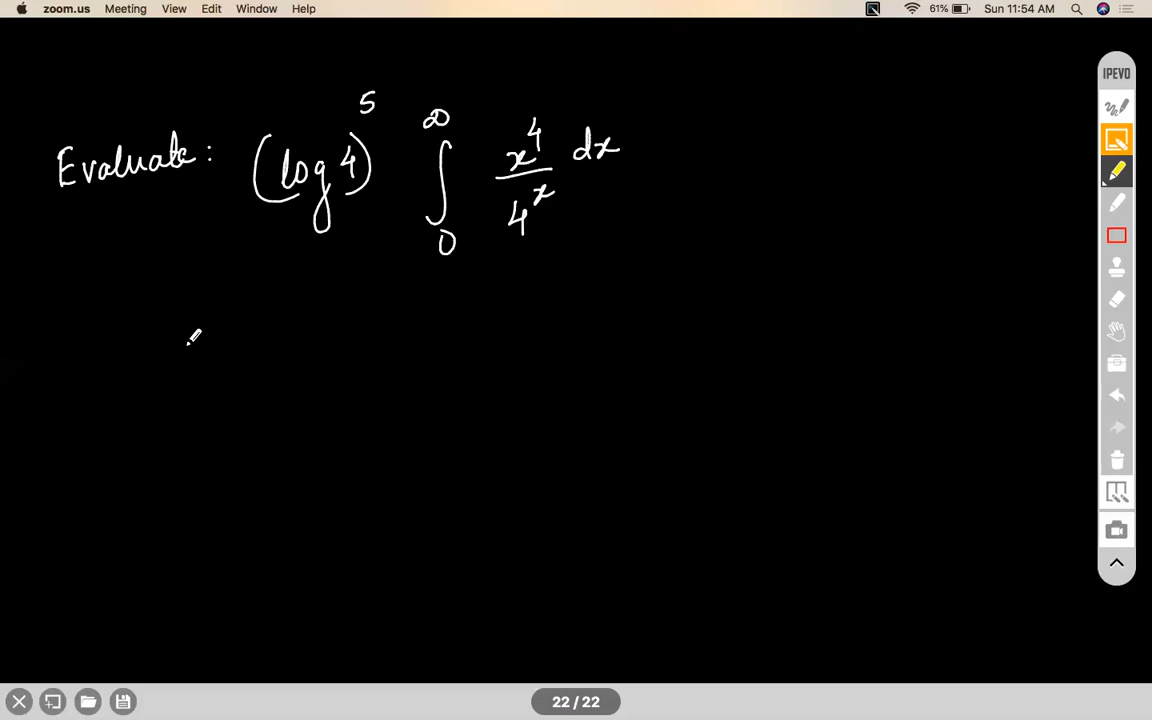 zoom.us Meeting View Edit Window Help 61% Sun 11:54 AM
IPEVO
Evaluate: (log 4)^5 ∫_0^∞ x^4/4^x dx
22 / 22